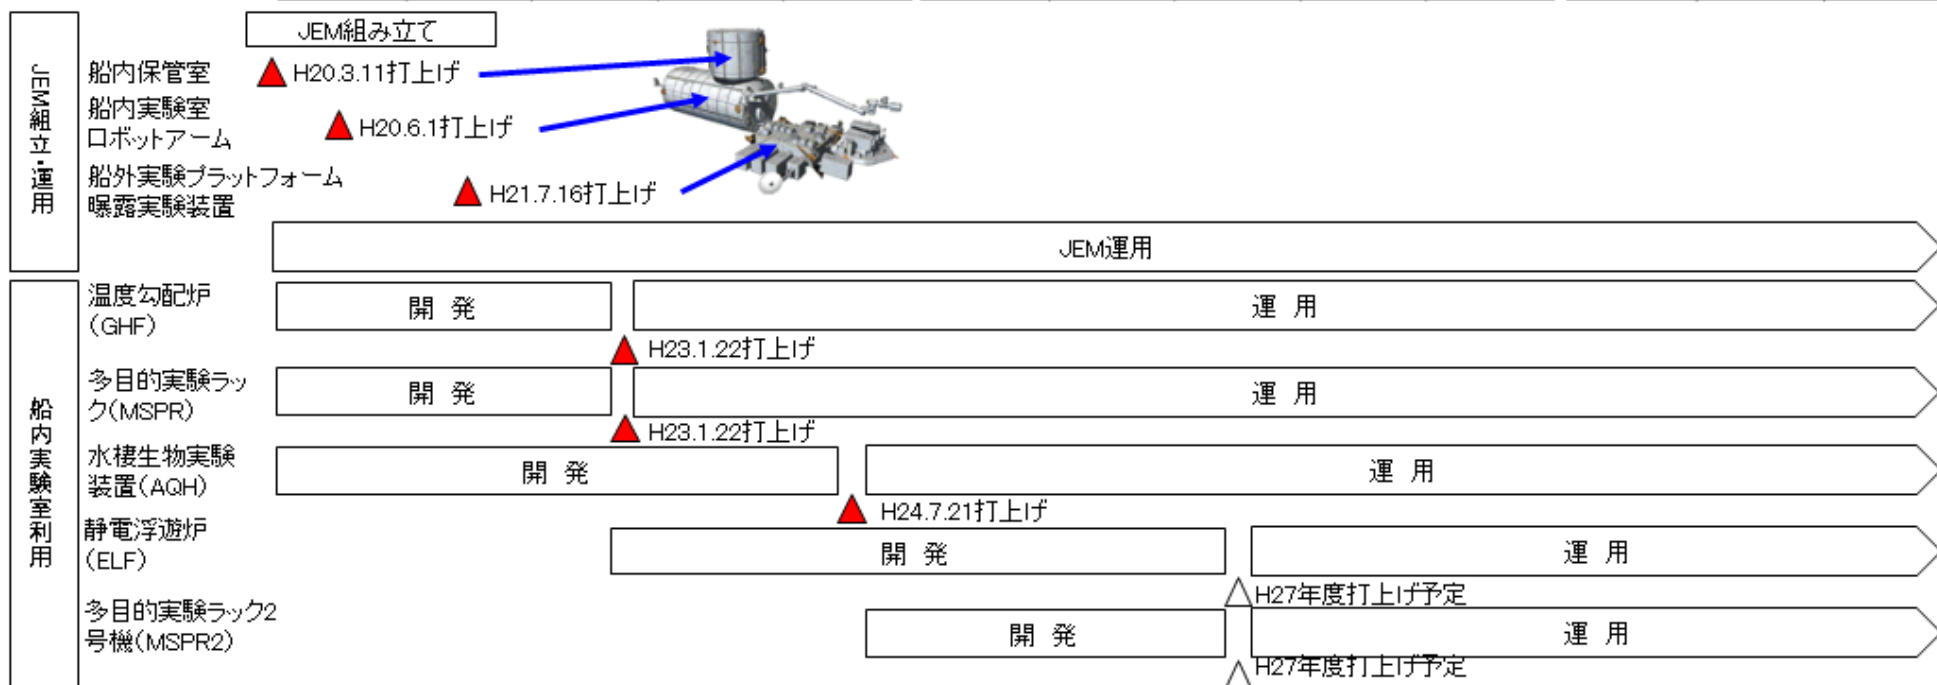 JEM組立・運用
JEM組み立て
船内保管室
H20.3.11打上げ
船内実験室
ロボットアーム
H20.6.1打上げ
船外実験プラットフォーム
曝露実験装置
H21.7.16打上げ
JEM運用
船内実験室利用
温度勾配炉
(GHF)
開 発
運 用
H23.1.22打上げ
多目的実験ラッ
ク(MSPR)
開 発
運 用
H23.1.22打上げ
水棲生物実験
装置(AQH)
開 発
運 用
H24.7.21打上げ
静電浮遊炉
(ELF)
開 発
運 用
H27年度打上げ予定
多目的実験ラック2
号機(MSPR2)
開 発
運 用
H27年度打上げ予定